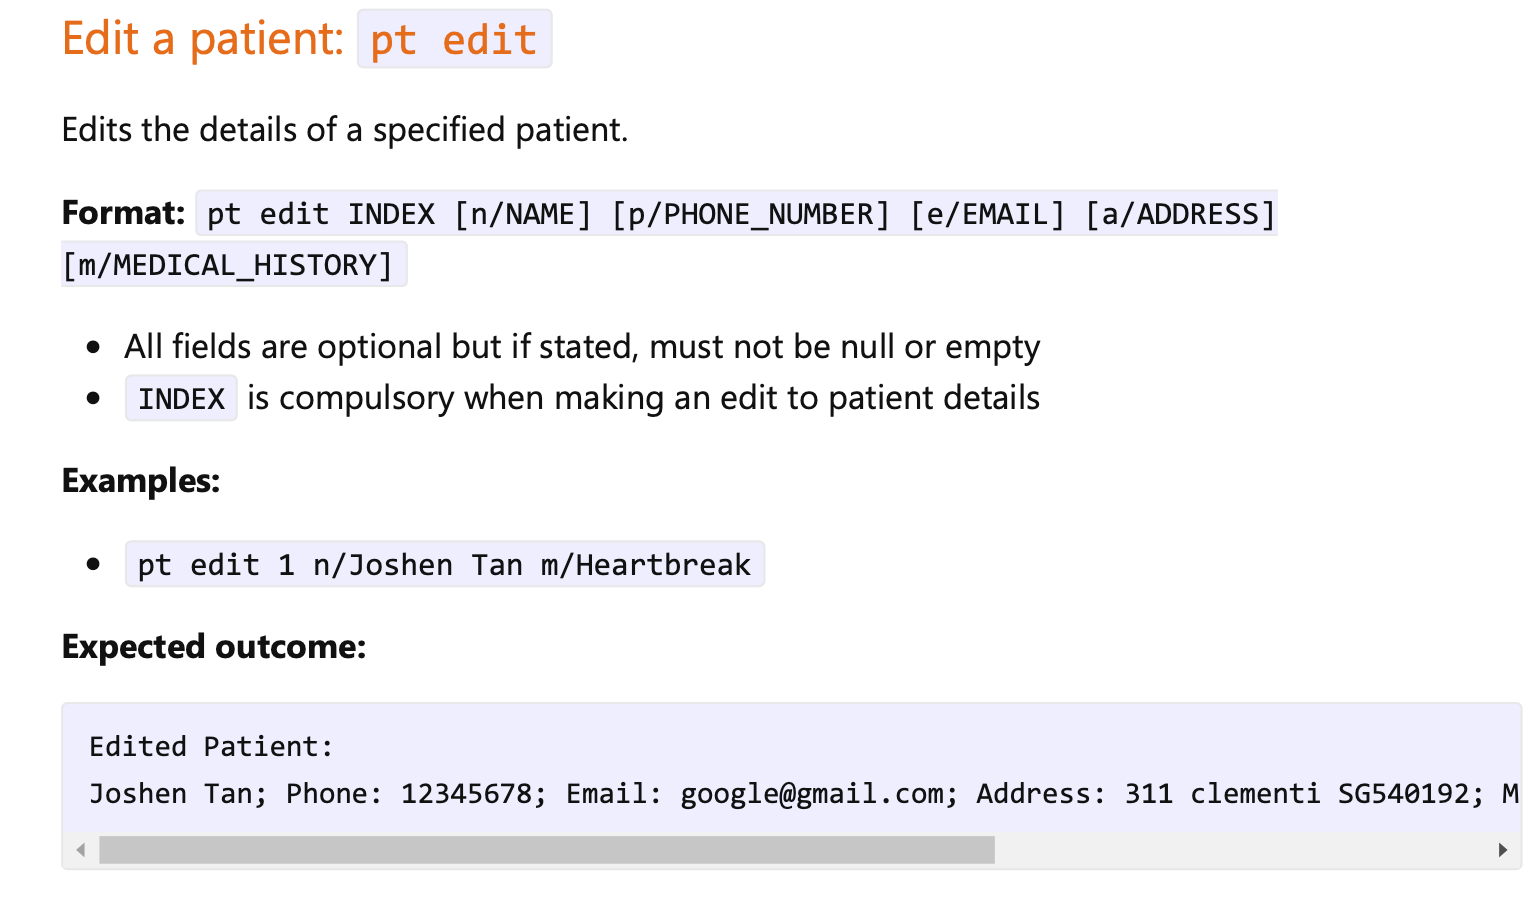 Edit a patient: pt edit
Edits the details of a specified patient.
Format: pt edit INDEX [n/NAME] [p/PHONE_NUMBER] [e/EMAIL] [a/ADDRESS]
[m/MEDICAL_HISTORY]
All fields are optional but if stated, must not be null or empty
INDEX is compulsory when making an edit to patient details
Examples:
pt edit 1 n/Joshen Tan m/Heartbreak
Expected outcome:
Edited Patient:
Joshen Tan; Phone: 12345678; Email: google@gmail.com; Address: 311 clementi SG540192; M